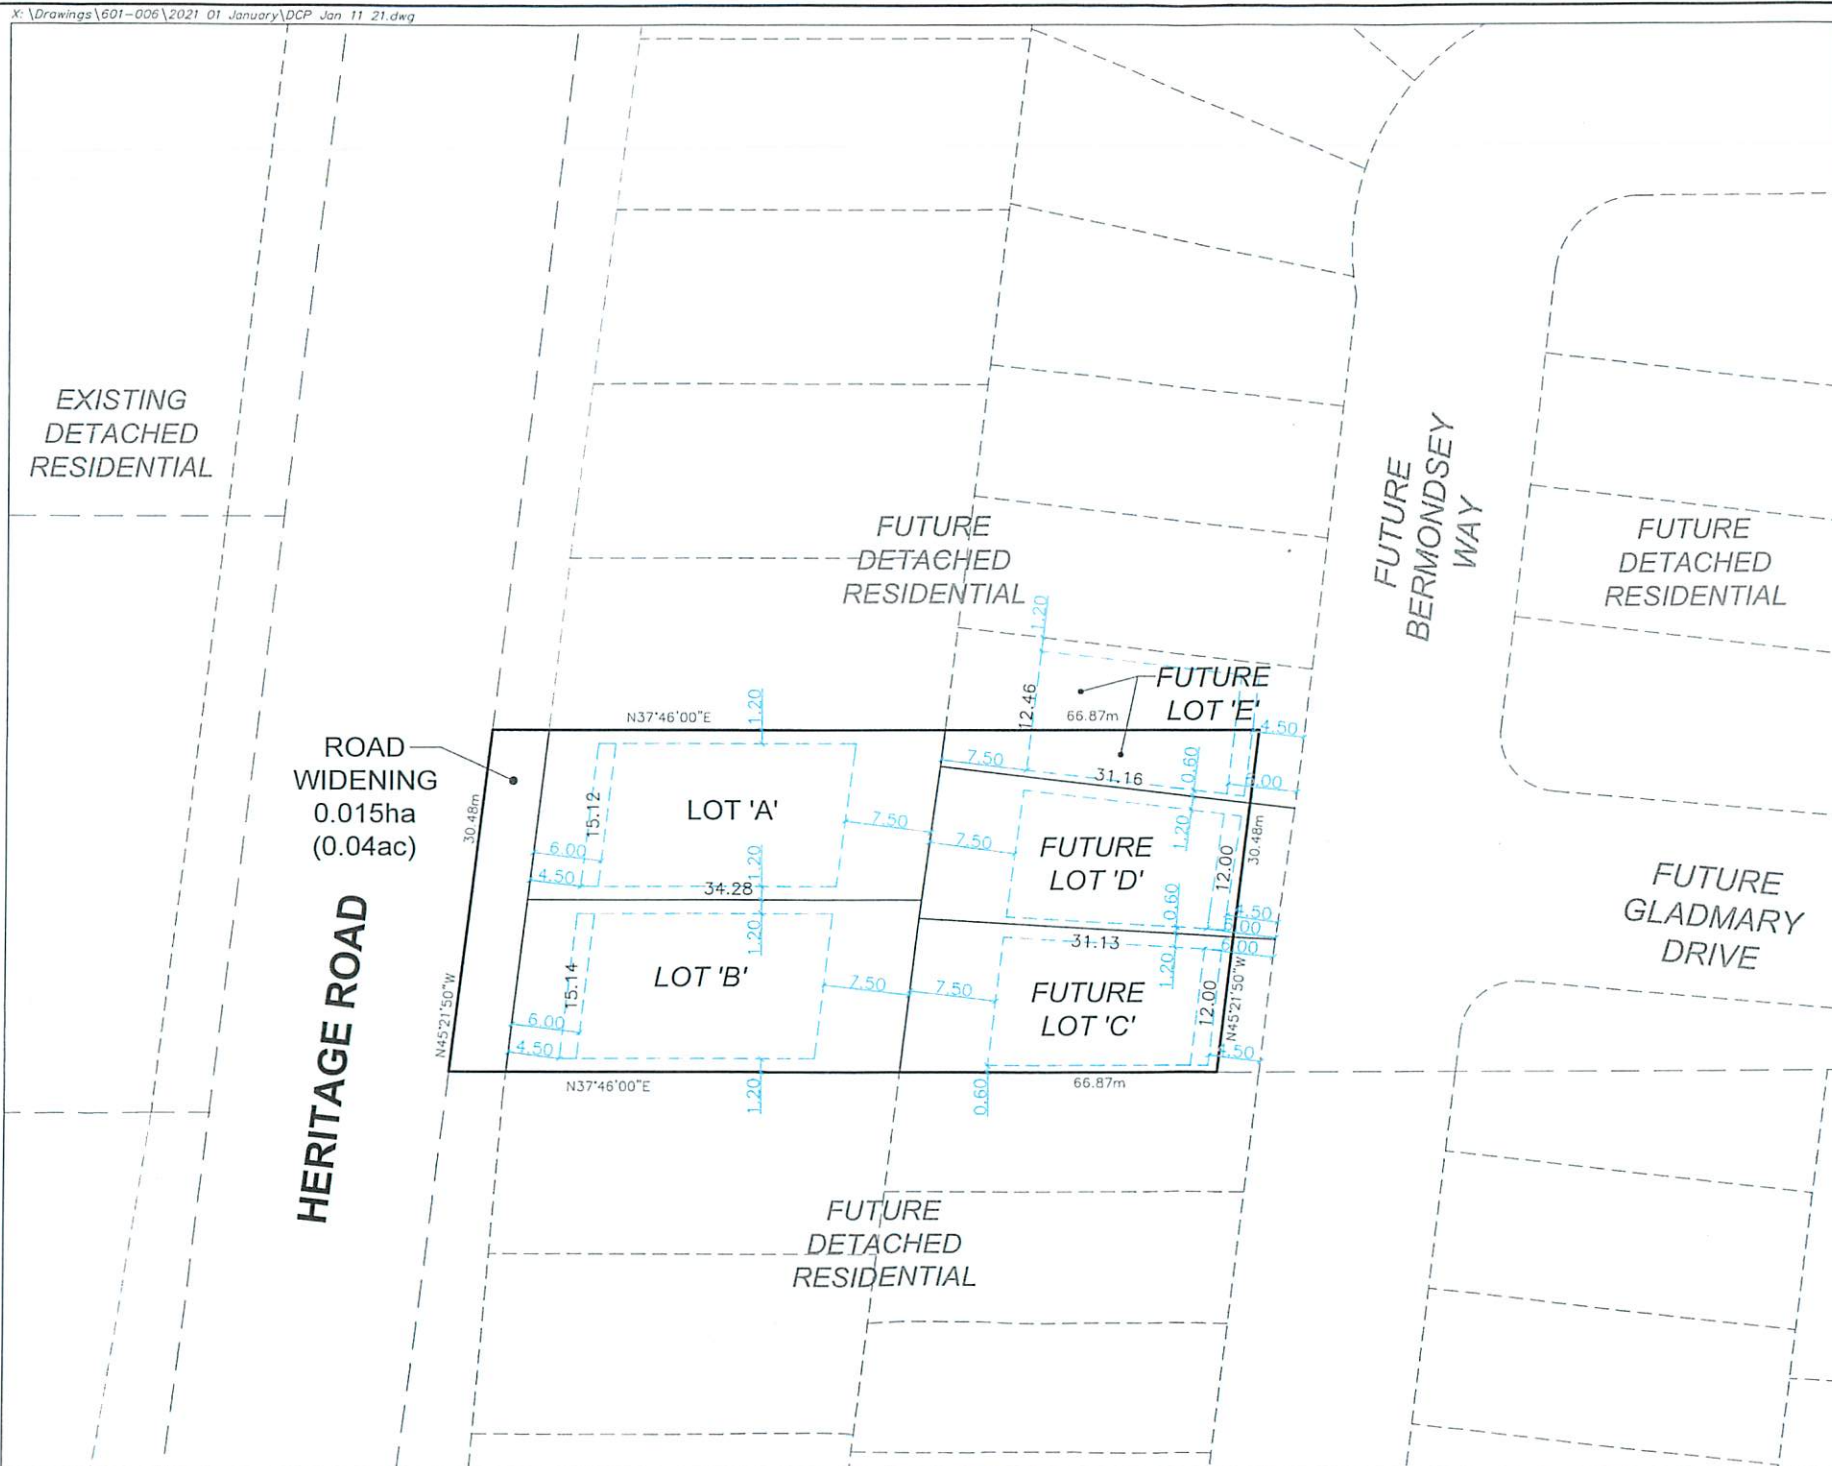 X:\Drawings\601-006\2021 01 January\DCP Jan 11 21.dwg
EXISTING
DETACHED
RESIDENTIAL
FUTURE
DETACHED
RESIDENTIAL
FUTURE
BERMONDSEY
WAY
FUTURE
DETACHED
RESIDENTIAL
1.20
FUTURE
LOT 'E'
12.46
N37°46'00"E
1.20
66.87m
4.50
ROAD
WIDENING
0.015ha
(0.04ac)
30.48m
15.12
LOT 'A'
7.50
7.50
31.16
0.60
6.00
6.00
4.50
1.20
34.28
7.50
FUTURE
LOT 'D'
1.20
12.00
30.48m
0.60
4.50
6.00
FUTURE
GLADMARY
DRIVE
HERITAGE ROAD
N45°21'50"W
15.14
LOT 'B'
1.20
7.50
7.50
31.13
6.00
1.20
FUTURE
LOT 'C'
12.00
N45°21'50"W
6.00
4.50
4.50
N37°46'00"E
1.20
0.60
66.87m
FUTURE
DETACHED
RESIDENTIAL